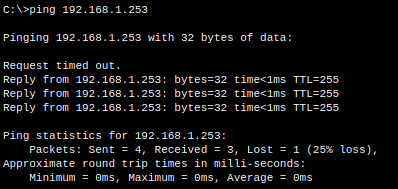 C:\>ping 192.168.1.253
Pinging 192.168.1.253 with 32 bytes of data:
Request timed out.
Reply from 192.168.1.253: bytes=32 time<1ms TTL=255
Reply from 192.168.1.253: bytes=32 time<1ms TTL=255
Reply from 192.168.1.253: bytes=32 time<1ms TTL=255
Ping statistics for 192.168.1.253:
    Packets: Sent = 4, Received = 3, Lost = 1 (25% loss),
Approximate round trip times in milli-seconds:
    Minimum = 0ms, Maximum = 0ms, Average = 0ms